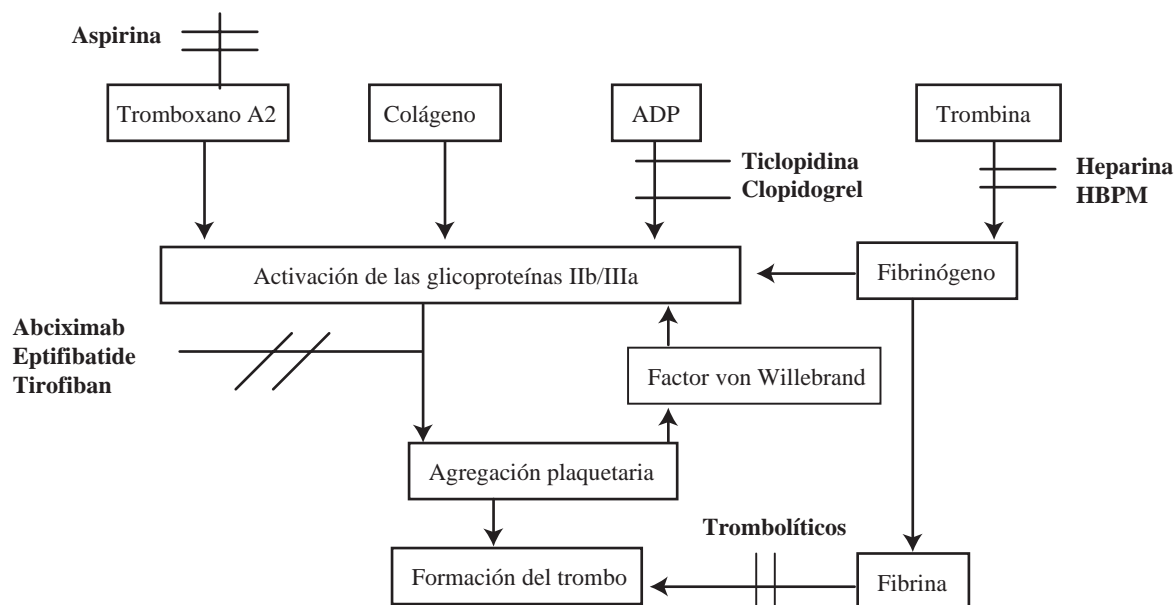 Aspirina
Tromboxano A2
Colágeno
ADP
Trombina
Ticlopidina
Clopidogrel
Heparina
HBPM
Activación de las glicoproteínas IIb/IIIa
Fibrinógeno
Abciximab
Eptifibatide
Tirofiban
Factor von Willebrand
Agregación plaquetaria
Trombolíticos
Formación del trombo
Fibrina